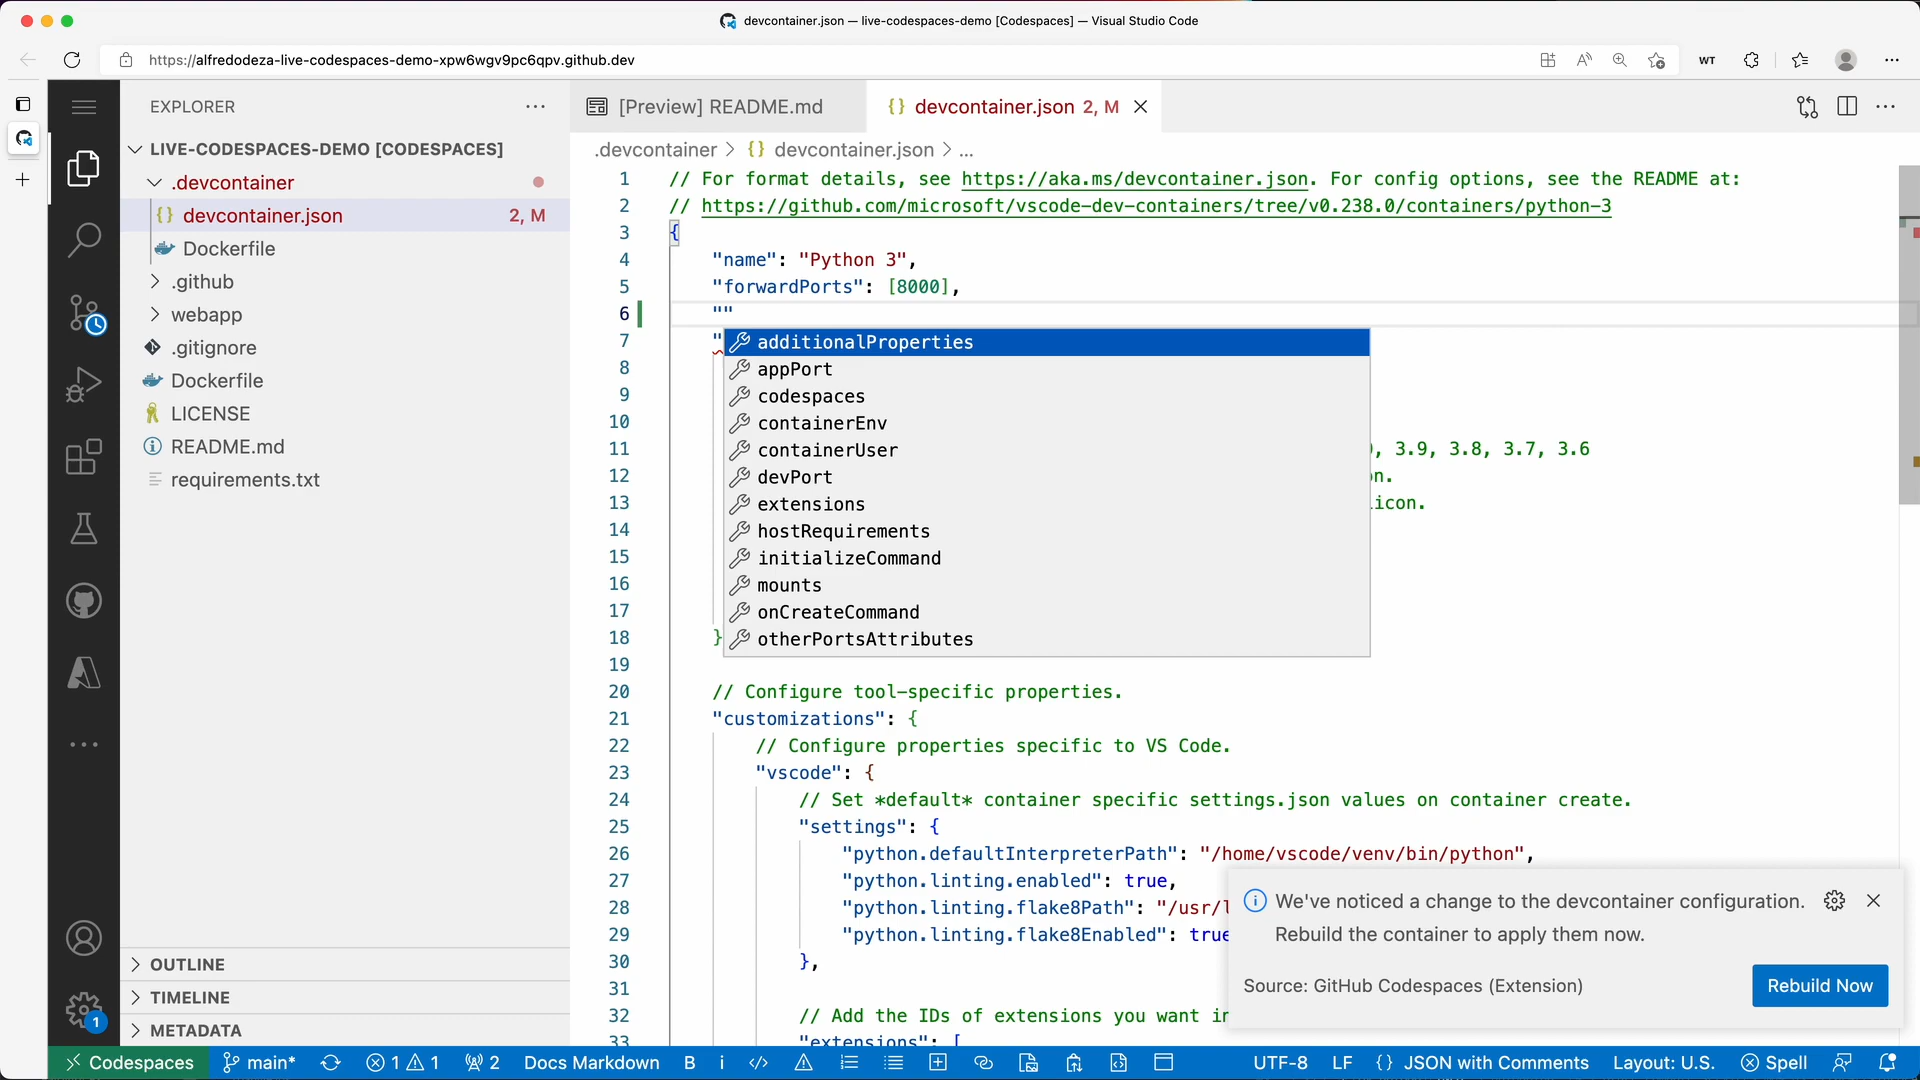 devcontainer.json — live-codespaces-demo [Codespaces] — Visual Studio Code
https://alfredodeza-live-codespaces-demo-xpw6wgv9pc6qpv.github.dev
WT
EXPLORER
LIVE-CODESPACES-DEMO [CODESPACES]
.devcontainer
devcontainer.json 2, M
Dockerfile
.github
webapp
.gitignore
Dockerfile
LICENSE
README.md
requirements.txt
OUTLINE
TIMELINE
METADATA
1
[Preview] README.md
devcontainer.json 2, M
.devcontainer > {} devcontainer.json > ...
1 // For format details, see https://aka.ms/devcontainer.json. For config options, see the README at:
2 // https://github.com/microsoft/vscode-dev-containers/tree/v0.238.0/containers/python-3
3 {
4 "name": "Python 3",
5 "forwardPorts": [8000],
6 ""
7 "
8
9
10
11 , 3.9, 3.8, 3.7, 3.6
12 n.
13 icon.
14
15
16
17
18 }
additionalProperties
appPort
codespaces
containerEnv
containerUser
devPort
extensions
hostRequirements
initializeCommand
mounts
onCreateCommand
otherPortsAttributes
19
20 // Configure tool-specific properties.
21 "customizations": {
22 // Configure properties specific to VS Code.
23 "vscode": {
24 // Set *default* container specific settings.json values on container create.
25 "settings": {
26 "python.defaultInterpreterPath": "/home/vscode/venv/bin/python",
27 "python.linting.enabled": true,
28 "python.linting.flake8Path": "/usr/l
29 "python.linting.flake8Enabled": true
30 },
31
32 // Add the IDs of extensions you want in
33 "extensions": [
We've noticed a change to the devcontainer configuration.
Rebuild the container to apply them now.
Source: GitHub Codespaces (Extension)
Rebuild Now
Codespaces main* 1 1 2 Docs Markdown B i </> UTF-8 LF {} JSON with Comments Layout: U.S. Spell